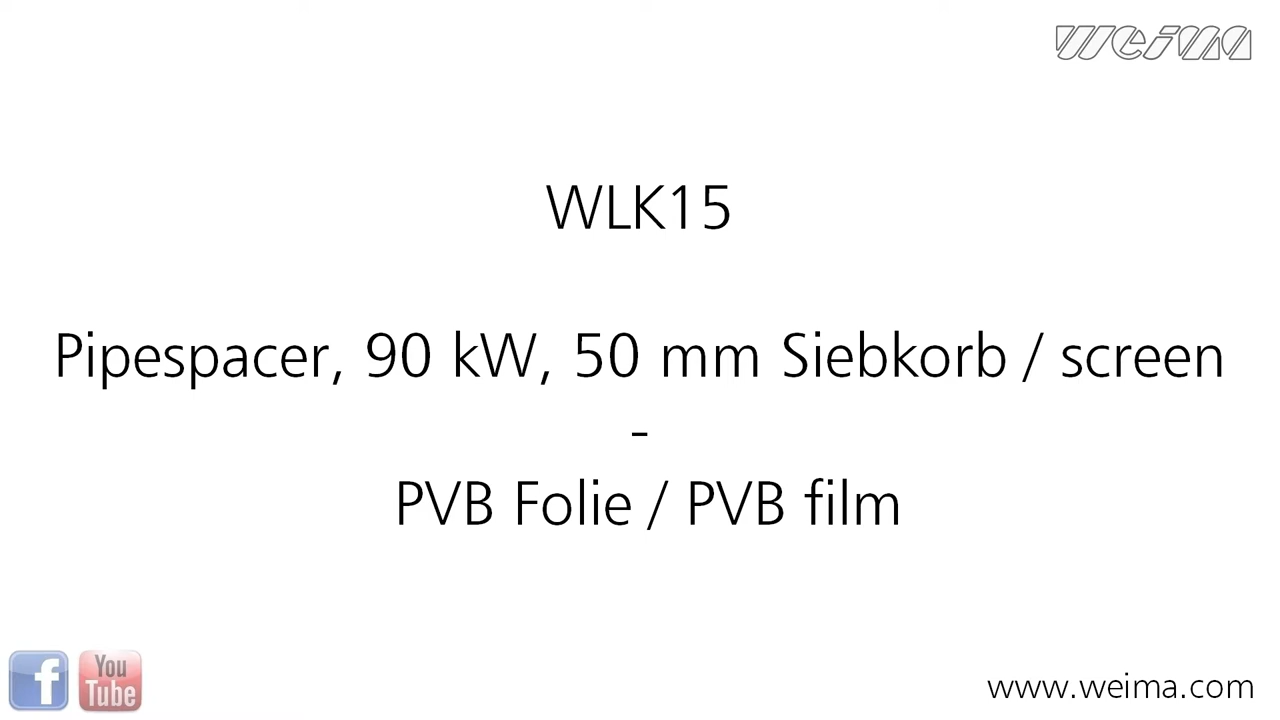 weima
WLK15
Pipespacer, 90 kW, 50 mm Siebkorb / screen
-
PVB Folie / PVB film
f
You
Tube
www.weima.com